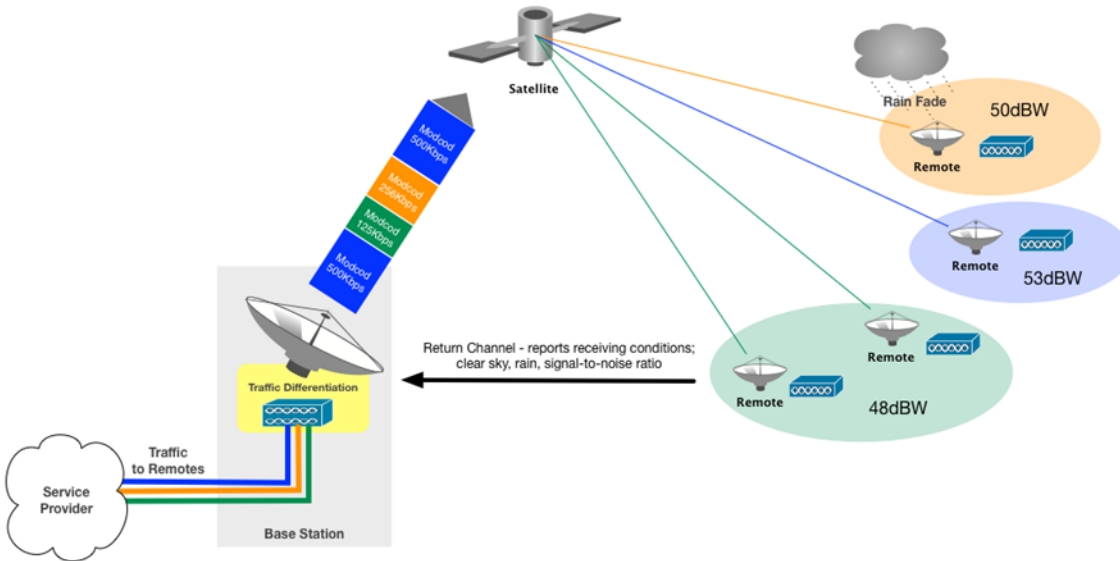 Satellite
Rain Fade
50dBW
Remote
Modcod
500Kbps
Modcod
256Kbps
Modcod
125Kbps
Modcod
500Kbps
Remote
53dBW
Return Channel - reports receiving conditions;
clear sky, rain, signal-to-noise ratio
Remote
Remote
48dBW
Traffic Differentiation
Traffic
to Remotes
Service
Provider
Base Station